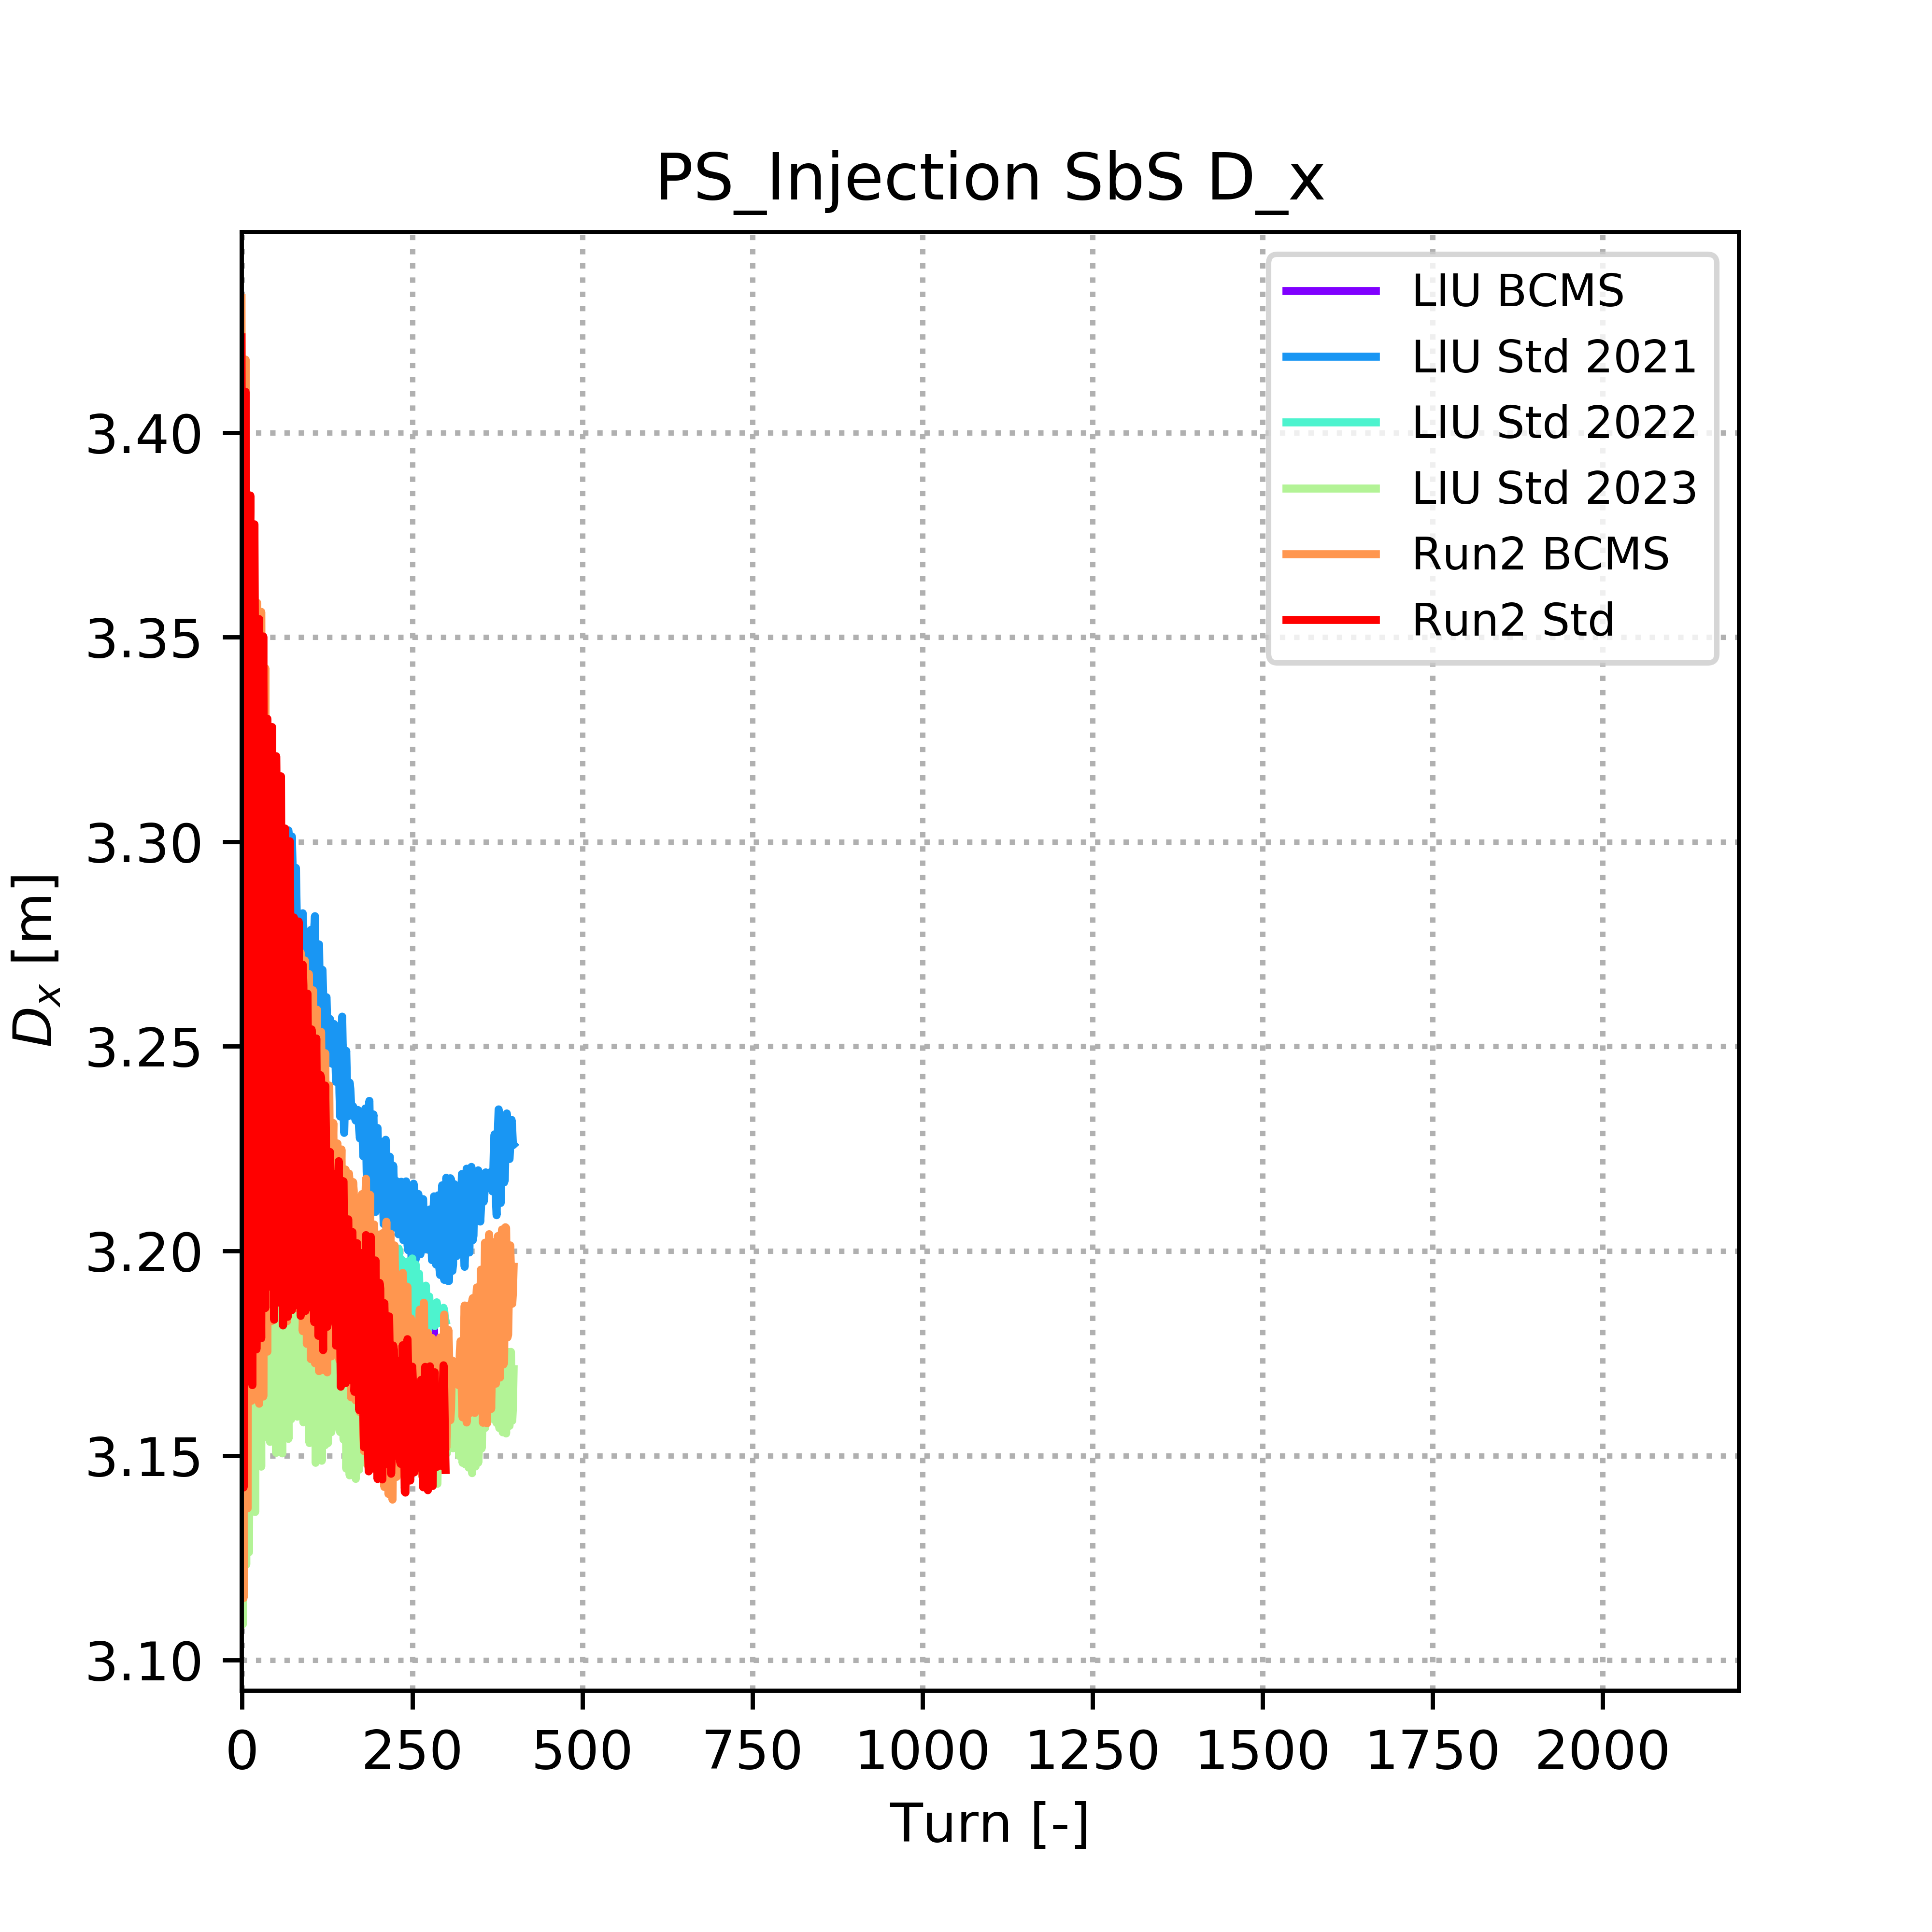 PS_Injection SbS D_x
LIU BCMS
LIU Std 2021
LIU Std 2022
LIU Std 2023
Run2 BCMS
Run2 Std
3.40
3.35
3.30
3.25
3.20
3.15
3.10
D_x [m]
0 250 500 750 1000 1250 1500 1750 2000
Turn [-]